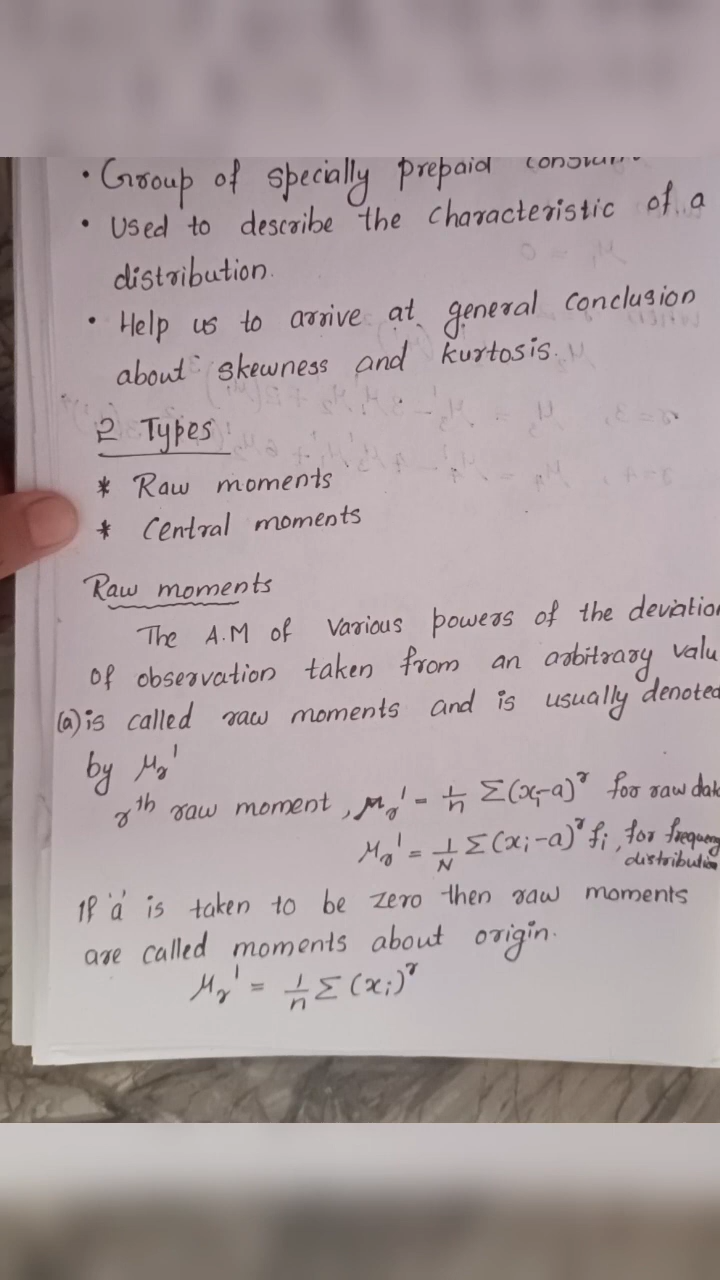 • Group of specially prepaid
• Used to describe the characteristic of a
distribution.
• Help us to arrive at general conclusion
about skewness and kurtosis.
2 Types:
* Raw moments
* Central moments
Raw moments
The A.M of various powers of the deviation
of observation taken from an arbitrary valu
(a) is called raw moments and is usually denoted
by μr'
rth raw moment, μr' = 1/n Σ(xi-a)^r for raw dat
μr' = 1/N Σ(xi-a)^r fi, for frequency
distribution
If 'a' is taken to be zero then raw moments
are called moments about origin.
μr' = 1/n Σ(xi)^r